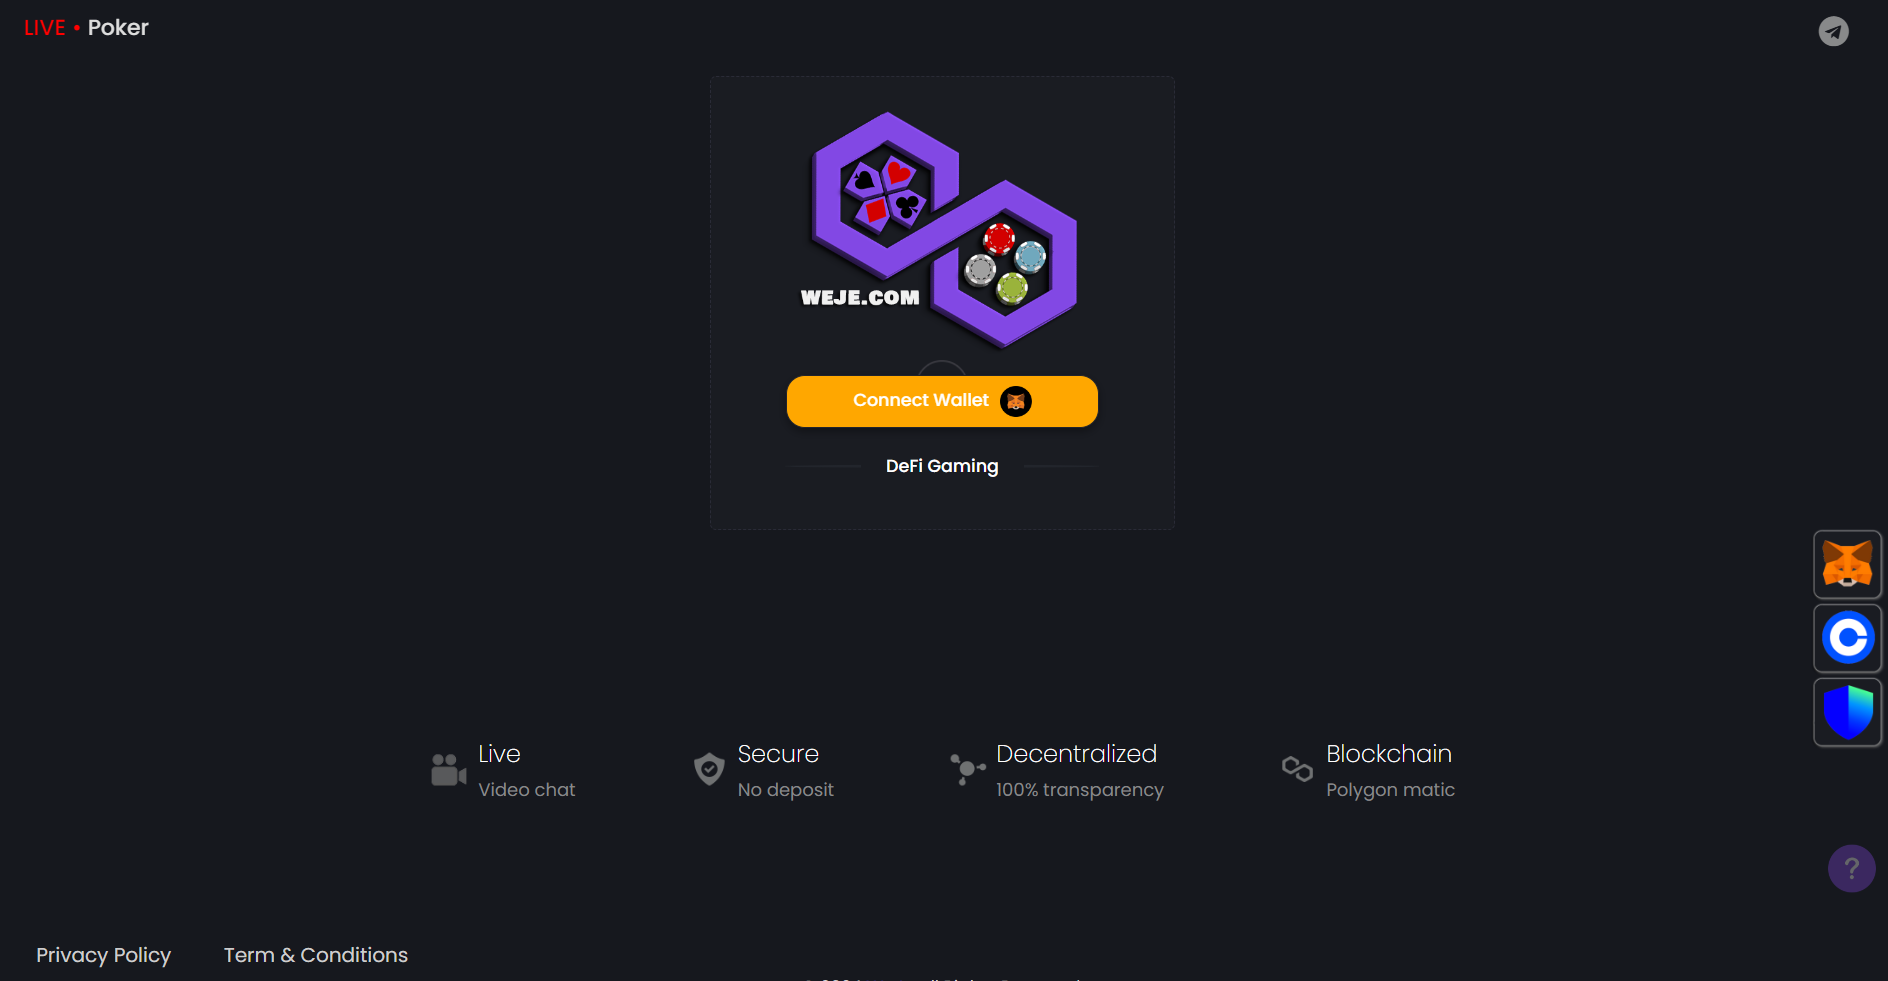 LIVE • Poker
WEJE.COM
Connect Wallet
DeFi Gaming
Live
Video chat
Secure
No deposit
Decentralized
100% transparency
Blockchain
Polygon matic
?
Privacy Policy
Term & Conditions